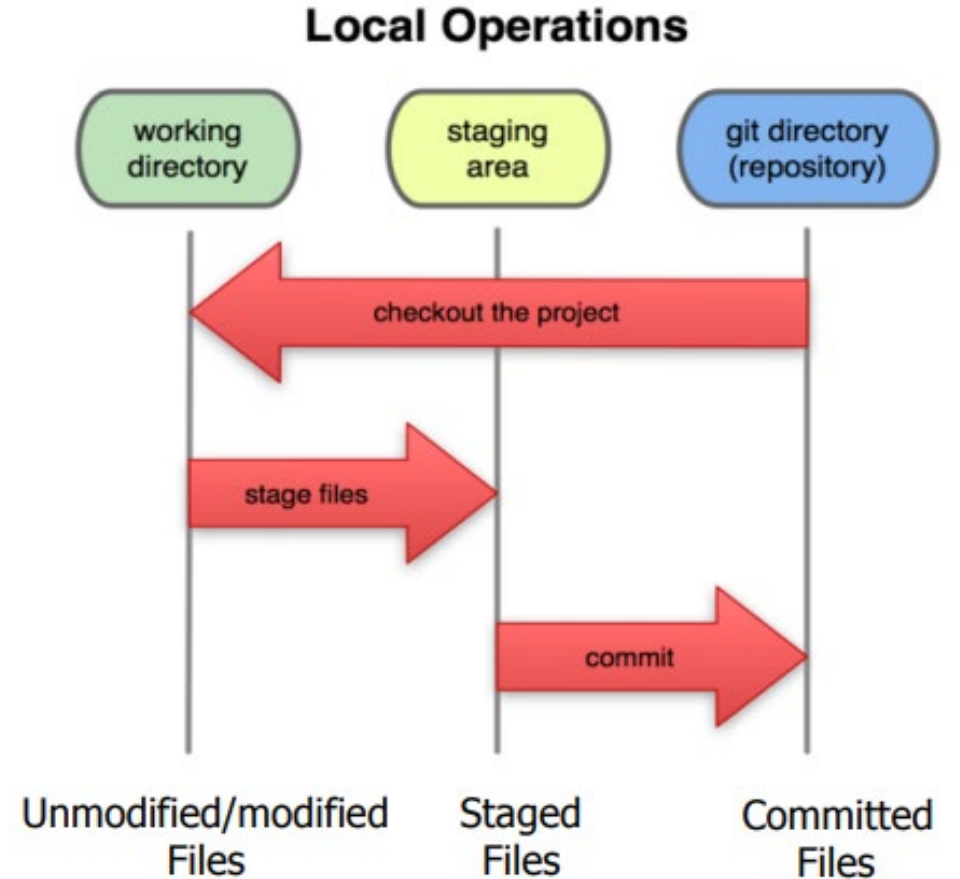 Local Operations
working
directory
staging
area
git directory
(repository)
checkout the project
stage files
commit
Unmodified/modified
Files
Staged
Files
Committed
Files